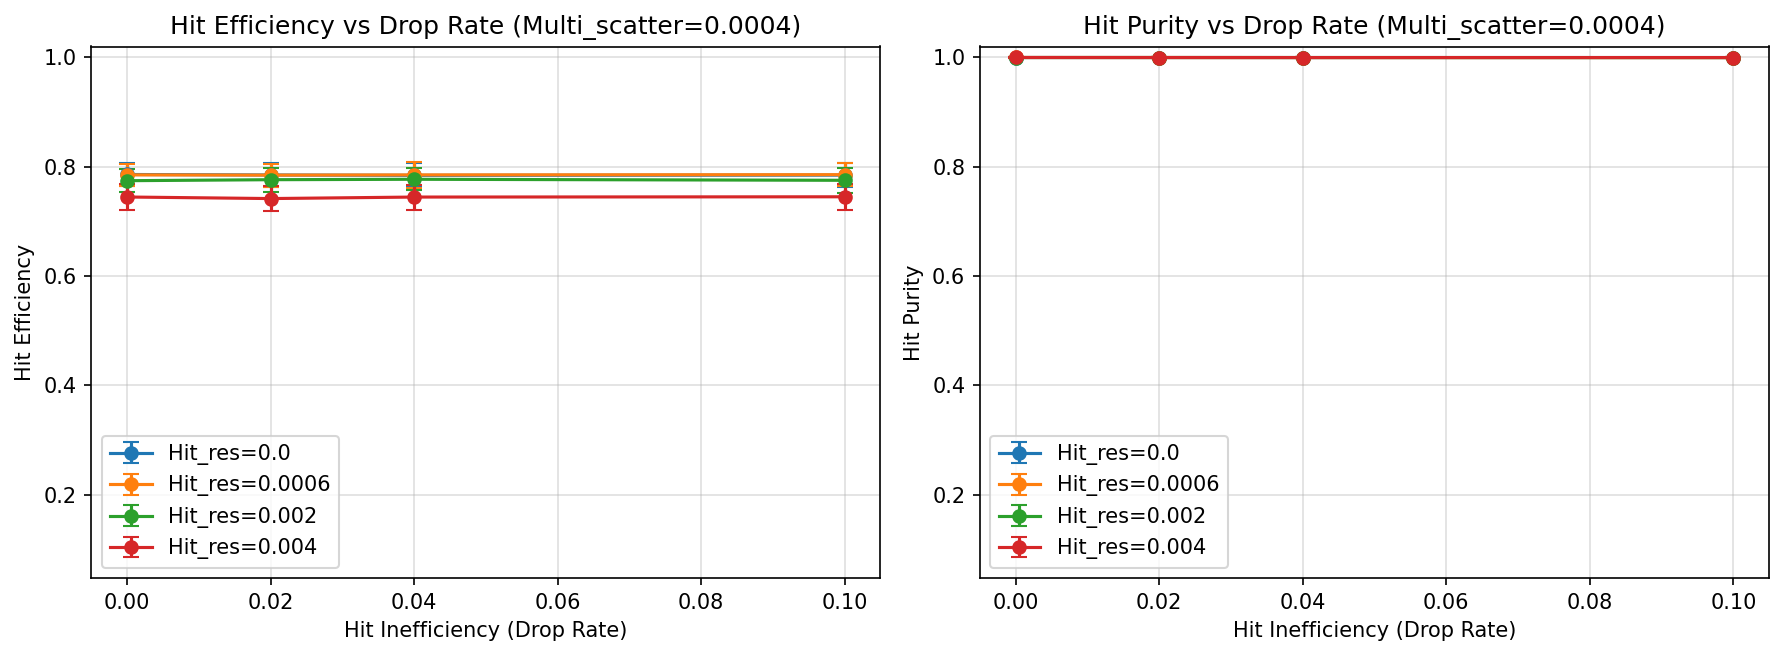 Hit Efficiency vs Drop Rate (Multi_scatter=0.0004)
Hit Efficiency
1.0
0.8
0.6
0.4
0.2
Hit_res=0.0
Hit_res=0.0006
Hit_res=0.002
Hit_res=0.004
0.00 0.02 0.04 0.06 0.08 0.10
Hit Inefficiency (Drop Rate)
Hit Purity vs Drop Rate (Multi_scatter=0.0004)
Hit Purity
1.0
0.8
0.6
0.4
0.2
Hit_res=0.0
Hit_res=0.0006
Hit_res=0.002
Hit_res=0.004
0.00 0.02 0.04 0.06 0.08 0.10
Hit Inefficiency (Drop Rate)